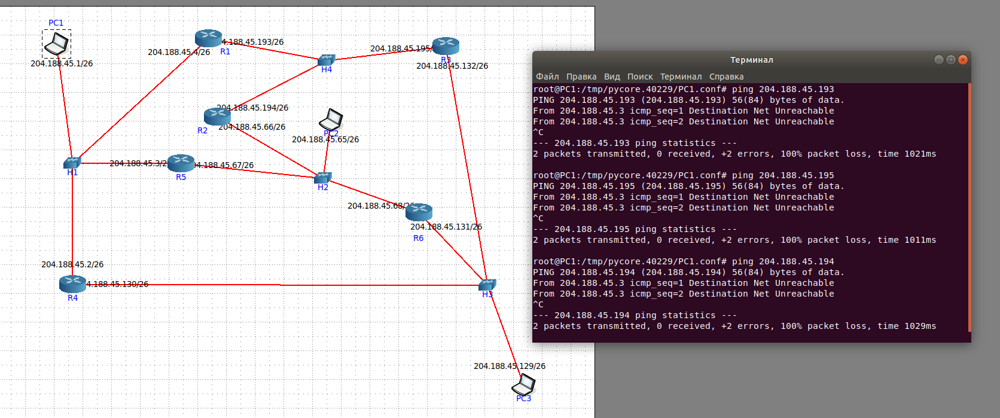 PC1
204.188.45.1/26
204.188.45.4/26
R1
4.188.45.193/26
H4
204.188.45.195/
R3
204.188.45.132/26
204.188.45.194/26
R2
204.188.45.66/26
PC2
204.188.45.65/26
H1
204.188.45.3/2
R5
4.188.45.67/26
H2
204.188.45.68/26
R6
204.188.45.131/26
204.188.45.2/26
R4
4.188.45.130/26
H3
204.188.45.129/26
PC3
Терминал
Файл Правка Вид Поиск Терминал Справка
root@PC1:/tmp/pycore.40229/PC1.conf# ping 204.188.45.193
PING 204.188.45.193 (204.188.45.193) 56(84) bytes of data.
From 204.188.45.3 icmp_seq=1 Destination Net Unreachable
From 204.188.45.3 icmp_seq=2 Destination Net Unreachable
^C
--- 204.188.45.193 ping statistics ---
2 packets transmitted, 0 received, +2 errors, 100% packet loss, time 1021ms
root@PC1:/tmp/pycore.40229/PC1.conf# ping 204.188.45.195
PING 204.188.45.195 (204.188.45.195) 56(84) bytes of data.
From 204.188.45.3 icmp_seq=1 Destination Net Unreachable
From 204.188.45.3 icmp_seq=2 Destination Net Unreachable
^C
--- 204.188.45.195 ping statistics ---
2 packets transmitted, 0 received, +2 errors, 100% packet loss, time 1011ms
root@PC1:/tmp/pycore.40229/PC1.conf# ping 204.188.45.194
PING 204.188.45.194 (204.188.45.194) 56(84) bytes of data.
From 204.188.45.3 icmp_seq=1 Destination Net Unreachable
From 204.188.45.3 icmp_seq=2 Destination Net Unreachable
^C
--- 204.188.45.194 ping statistics ---
2 packets transmitted, 0 received, +2 errors, 100% packet loss, time 1029ms